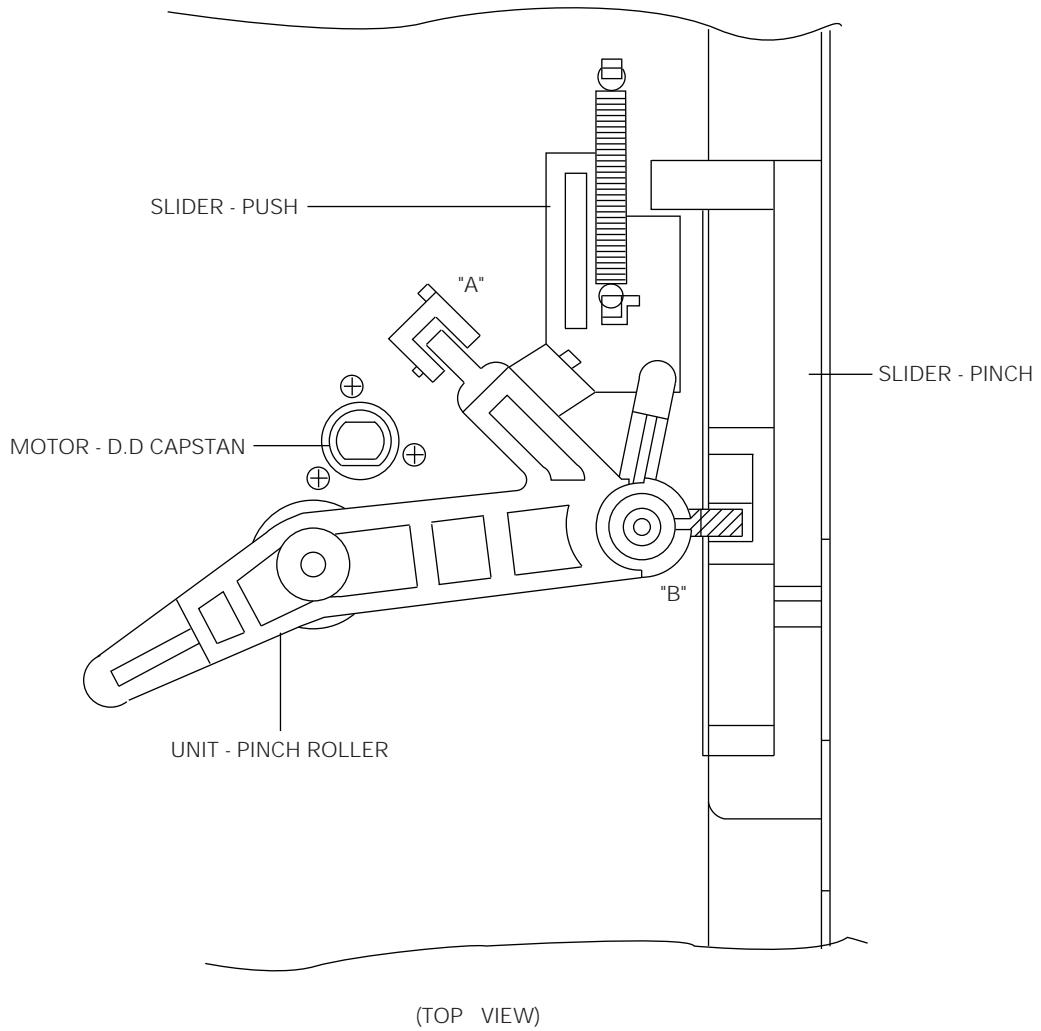 SLIDER - PUSH
"A"
SLIDER - PINCH
MOTOR - D.D CAPSTAN
"B"
UNIT - PINCH ROLLER
(TOP VIEW)